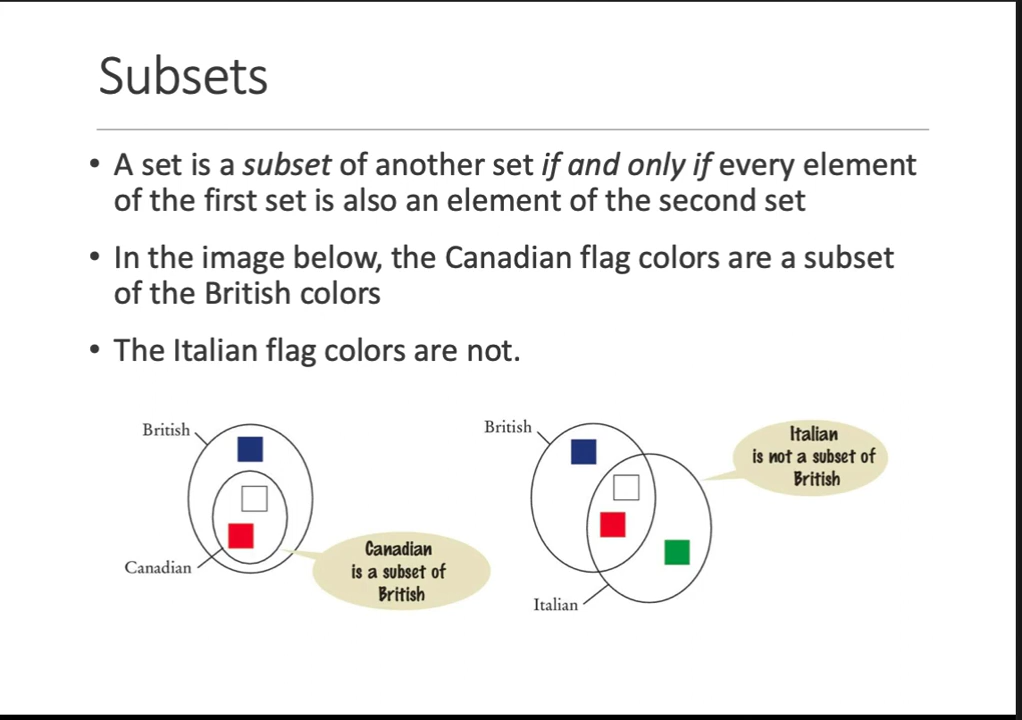 Subsets
• A set is a subset of another set if and only if every element
of the first set is also an element of the second set
• In the image below, the Canadian flag colors are a subset
of the British colors
• The Italian flag colors are not.
British
Canadian
Canadian
is a subset of
British
British
Italian
Italian
is not a subset of
British